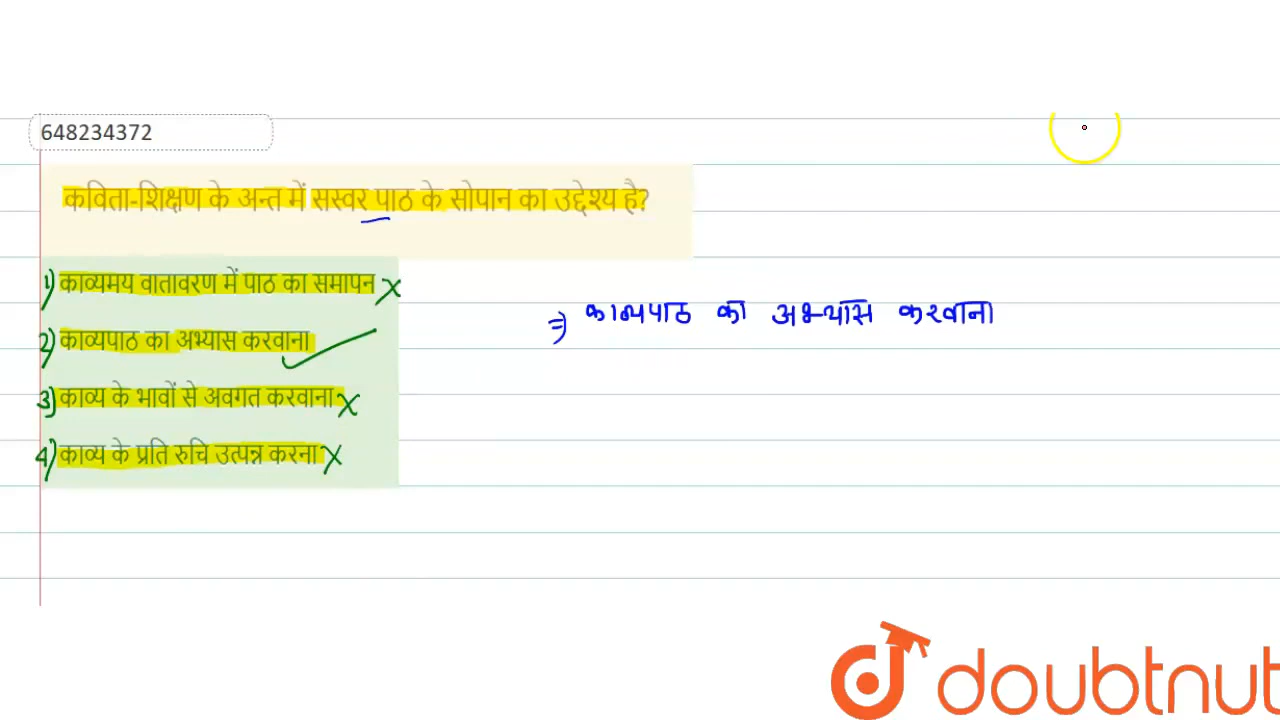 648234372
कविता-शिक्षण के अन्त में सस्वर पाठ के सोपान का उद्देश्य है?
1) काव्यमय वातावरण में पाठ का समापन X
2) काव्यपाठ का अभ्यास करवाना ✓
⇒ काव्यपाठ का अभ्यास करवाना
3) काव्य के भावों से अवगत करवाना X
4) काव्य के प्रति रुचि उत्पन्न करना X
doubtnut